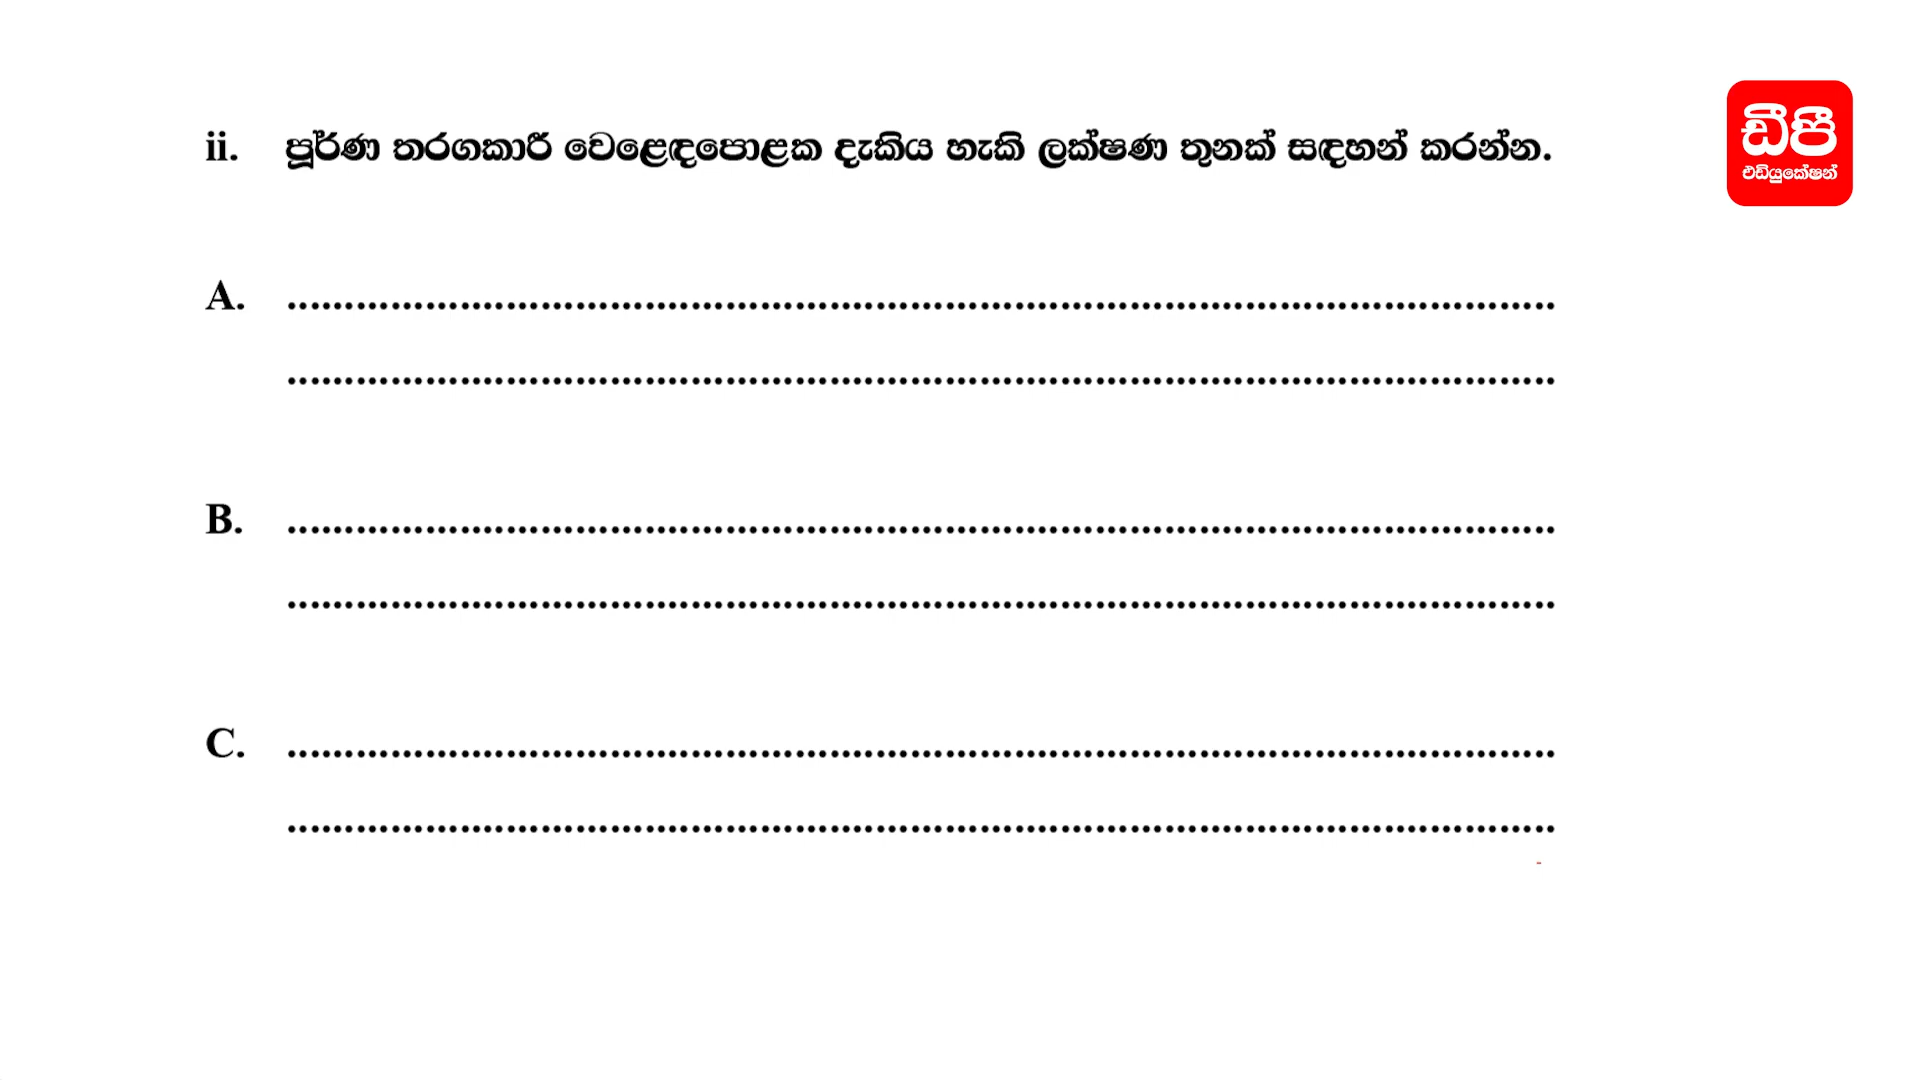 ඩීපී
එඩියුකේෂන්
ii. පූර්ණ තරගකාරී වෙළෙඳපොළක දැකිය හැකි ලක්ෂණ තුනක් සඳහන් කරන්න.
A. ................................................................................
................................................................................
B. ................................................................................
................................................................................
C. ................................................................................
................................................................................